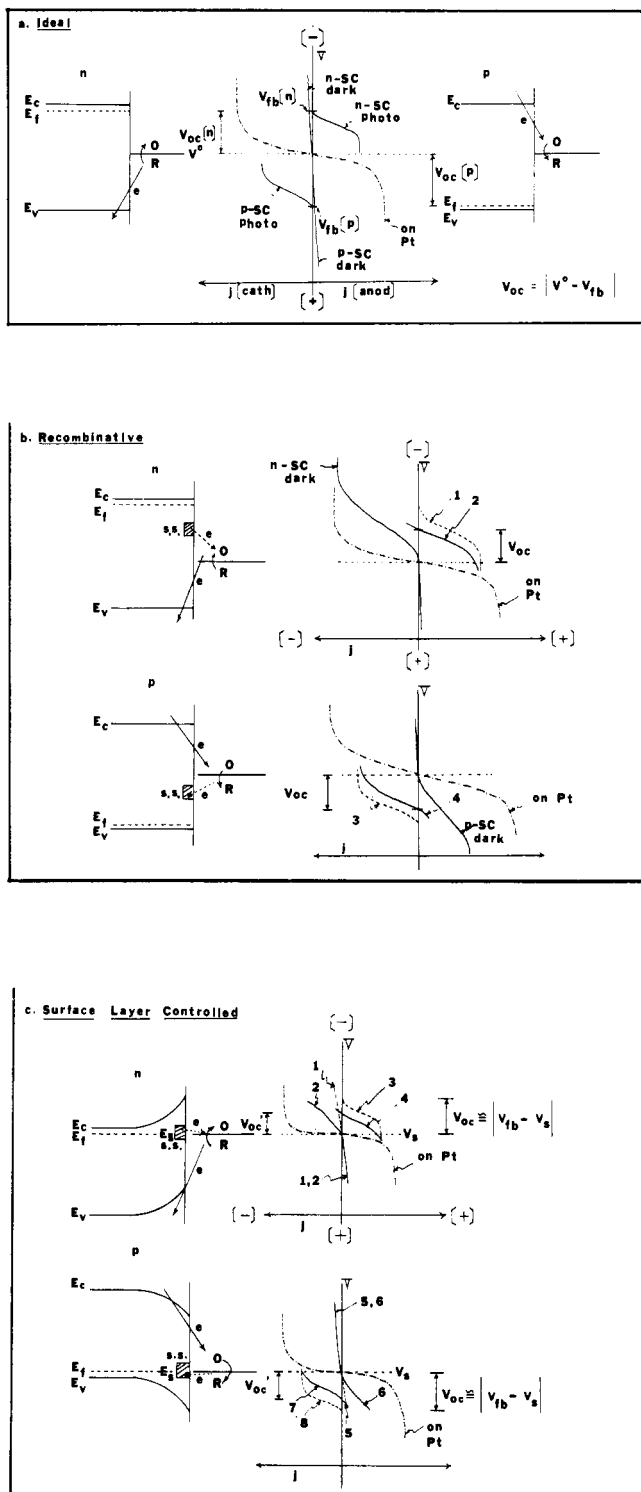 a. Ideal
[-]
V
n
n-SC dark
p
Ec
Ef
Vfb[n]
n-SC photo
Ec
e
Voc[n]
V°
O
R
O
R
e
p-SC photo
Voc[p]
Ev
Vfb[p]
on Pt
Ef
Ev
p-SC dark
j[cath]
j[anod]
[+]
Voc = |V° - Vfb|
b. Recombinative
[-]
V
n
n-SC dark
Ec
Ef
s.s.
e
O
R
e
1
2
Voc
on Pt
Ev
[-]
j
[+]
[+]
p
V
Ec
e
O
R
s.s.
e
Voc
3
4
on Pt
Ef
Ev
p-SC dark
j
c. Surface Layer Controlled
[-]
V
n
1
2
3
4
Ec
Ef
e
Es
s.s.
O
R
e
Voc'
Vs
Voc ≅ |Vfb - Vs|
on Pt
1,2
Ev
[-]
j
[+]
[+]
p
V
Ec
e
5,6
s.s.
O
Ef
Es
e
R
Ev
Vs
Voc'
7
8
6
5
Voc ≅ |Vfb - Vs|
on Pt
j